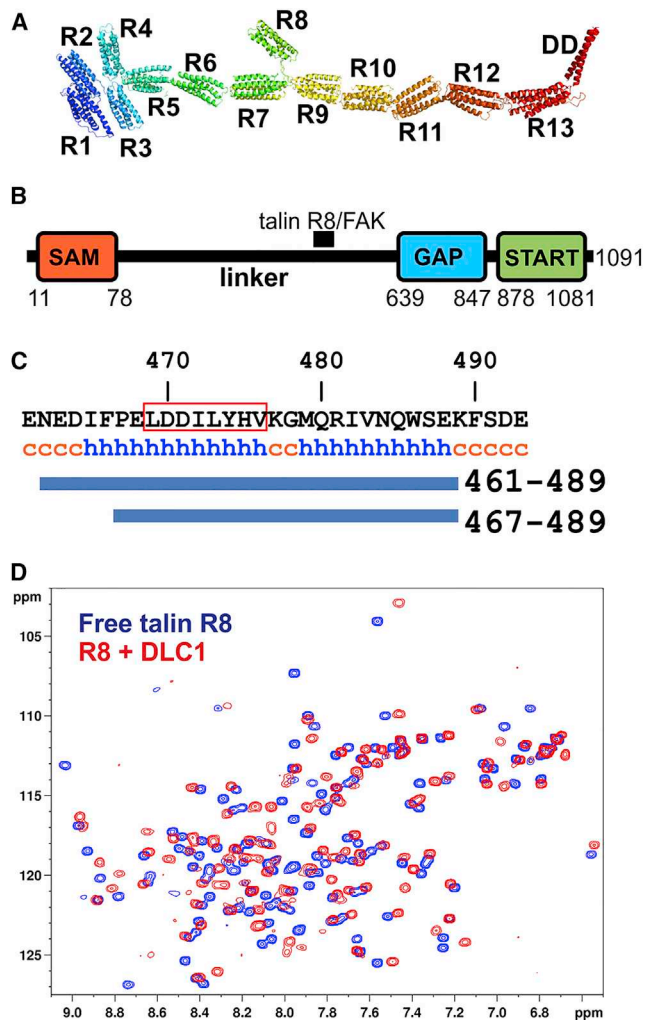 A
R2
R4
R6
R8
R10
R12
DD
R1
R3
R5
R7
R9
R11
R13
B
talin R8/FAK
SAM
linker
GAP
START
1091
11 78 639 847 878 1081
C
470 480 490
ENEDIFPELDDILYHVKGMQRIVNQWSEKFSDE
cccchhhhhhhhhhhhcchhhhhhhhhhccccc
461-489
467-489
D
ppm
Free talin R8
R8 + DLC1
105
110
115
120
125
9.0 8.8 8.6 8.4 8.2 8.0 7.8 7.6 7.4 7.2 7.0 6.8 ppm